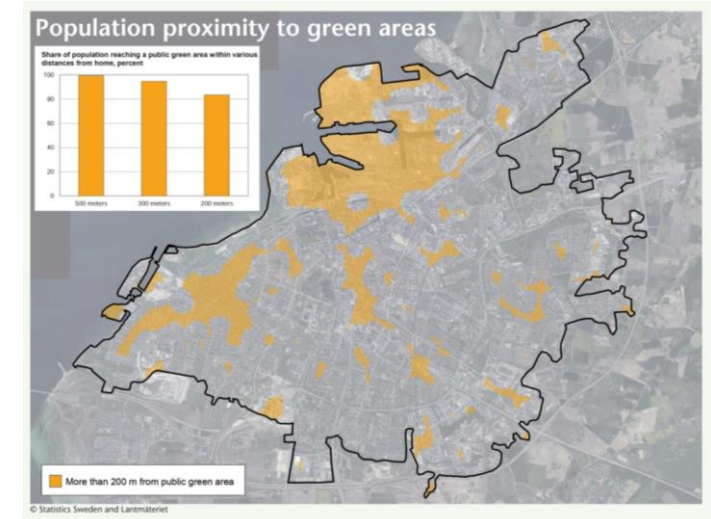 Population proximity to green areas
Share of population reaching a public green area within various
distances from home, percent
100
80
60
40
20
0
500 meters
300 meters
200 meters
More than 200 m from public green area
© Statistics Sweden and Lantmäteriet